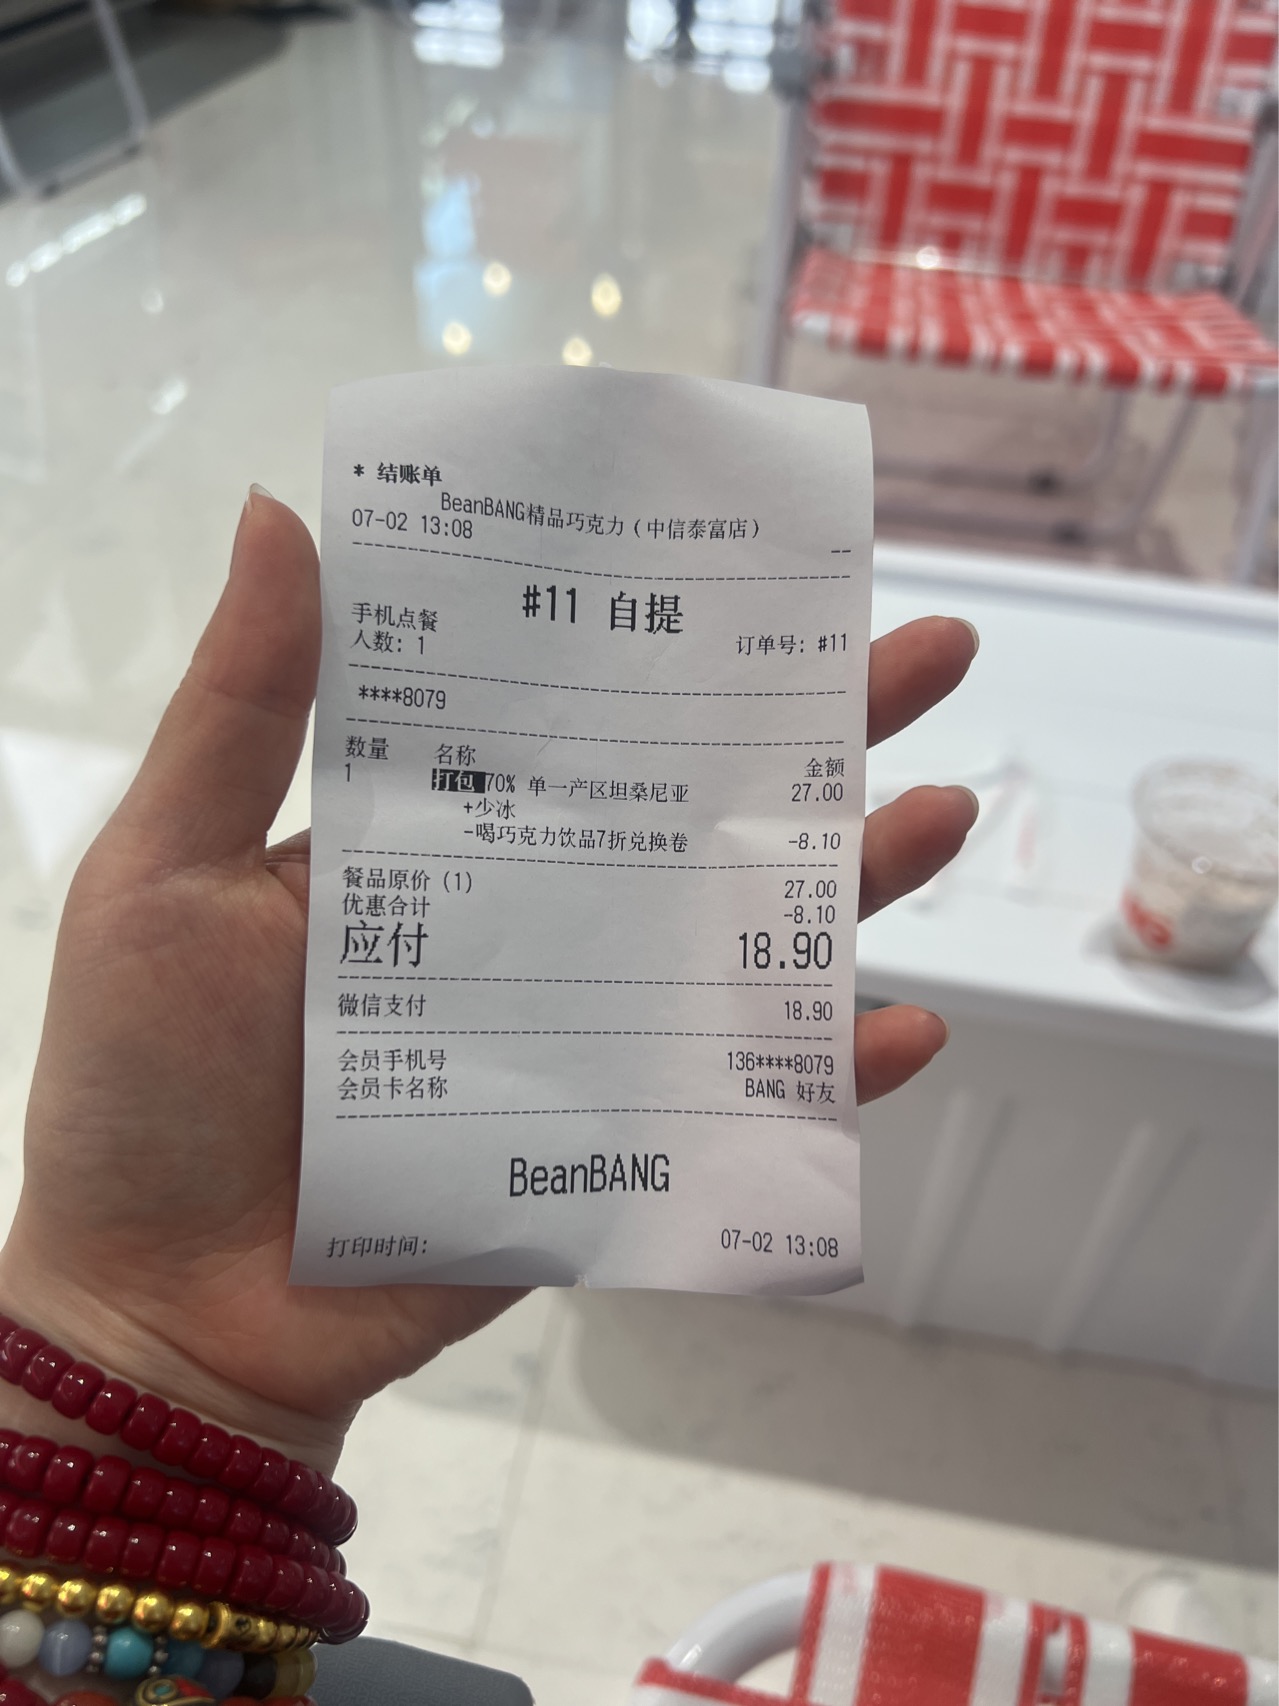 * 结账单
BeanBANG精品巧克力(中信泰富店)
07-02 13:08
--
#11 自提
手机点餐
人数: 1
订单号: #11
****8079
数量 名称 金额
1 打包 70% 单一产区坦桑尼亚 27.00
+少冰
-喝巧克力饮品7折兑换卷 -8.10
餐品原价 (1) 27.00
优惠合计 -8.10
应付 18.90
微信支付 18.90
会员手机号 136****8079
会员卡名称 BANG 好友
BeanBANG
打印时间: 07-02 13:08